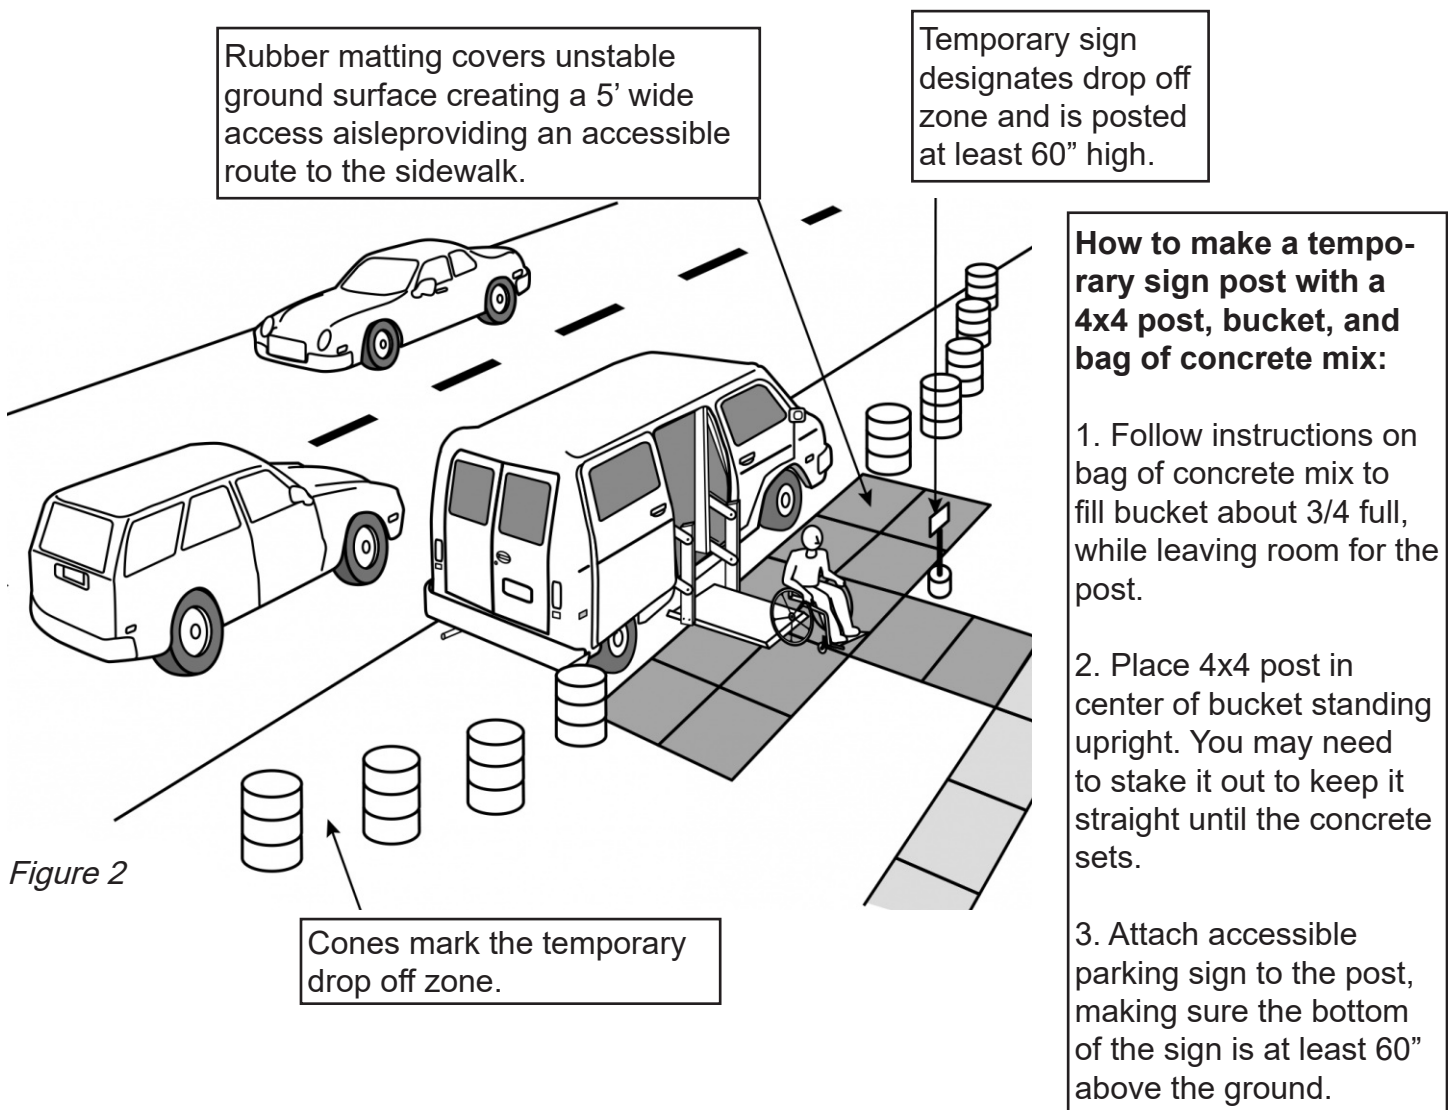 Rubber matting covers unstable
ground surface creating a 5’ wide
access aisleproviding an accessible
route to the sidewalk.
Temporary sign
designates drop off
zone and is posted
at least 60” high.
How to make a tempo-
rary sign post with a
4x4 post, bucket, and
bag of concrete mix:
1. Follow instructions on
bag of concrete mix to
fill bucket about 3/4 full,
while leaving room for the
post.
2. Place 4x4 post in
center of bucket standing
upright. You may need
to stake it out to keep it
straight until the concrete
sets.
3. Attach accessible
parking sign to the post,
making sure the bottom
of the sign is at least 60”
above the ground.
Figure 2
Cones mark the temporary
drop off zone.